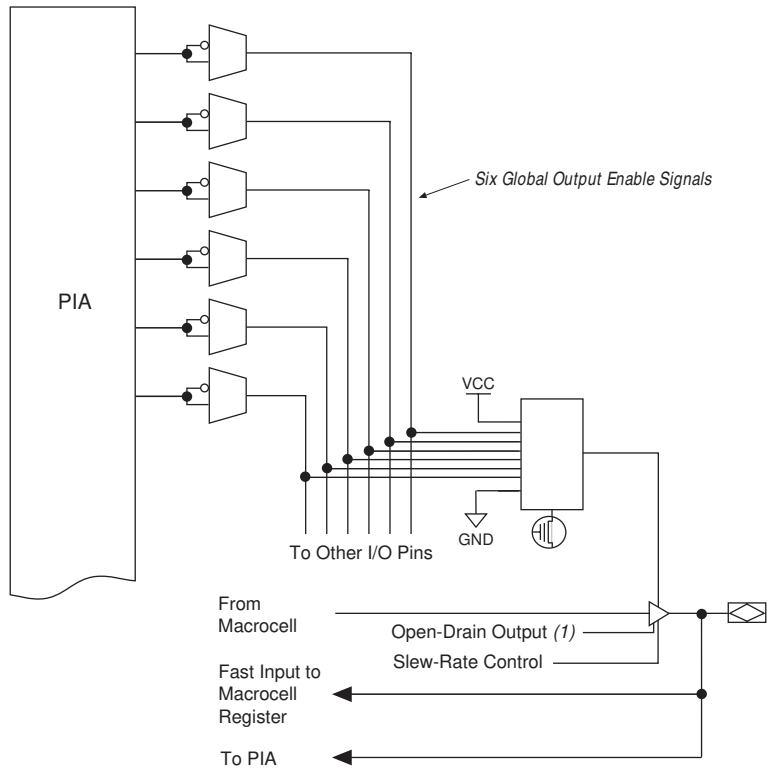 Six Global Output Enable Signals
PIA
VCC
GND
To Other I/O Pins
From
Macrocell
Open-Drain Output (1)
Slew-Rate Control
Fast Input to
Macrocell
Register
To PIA